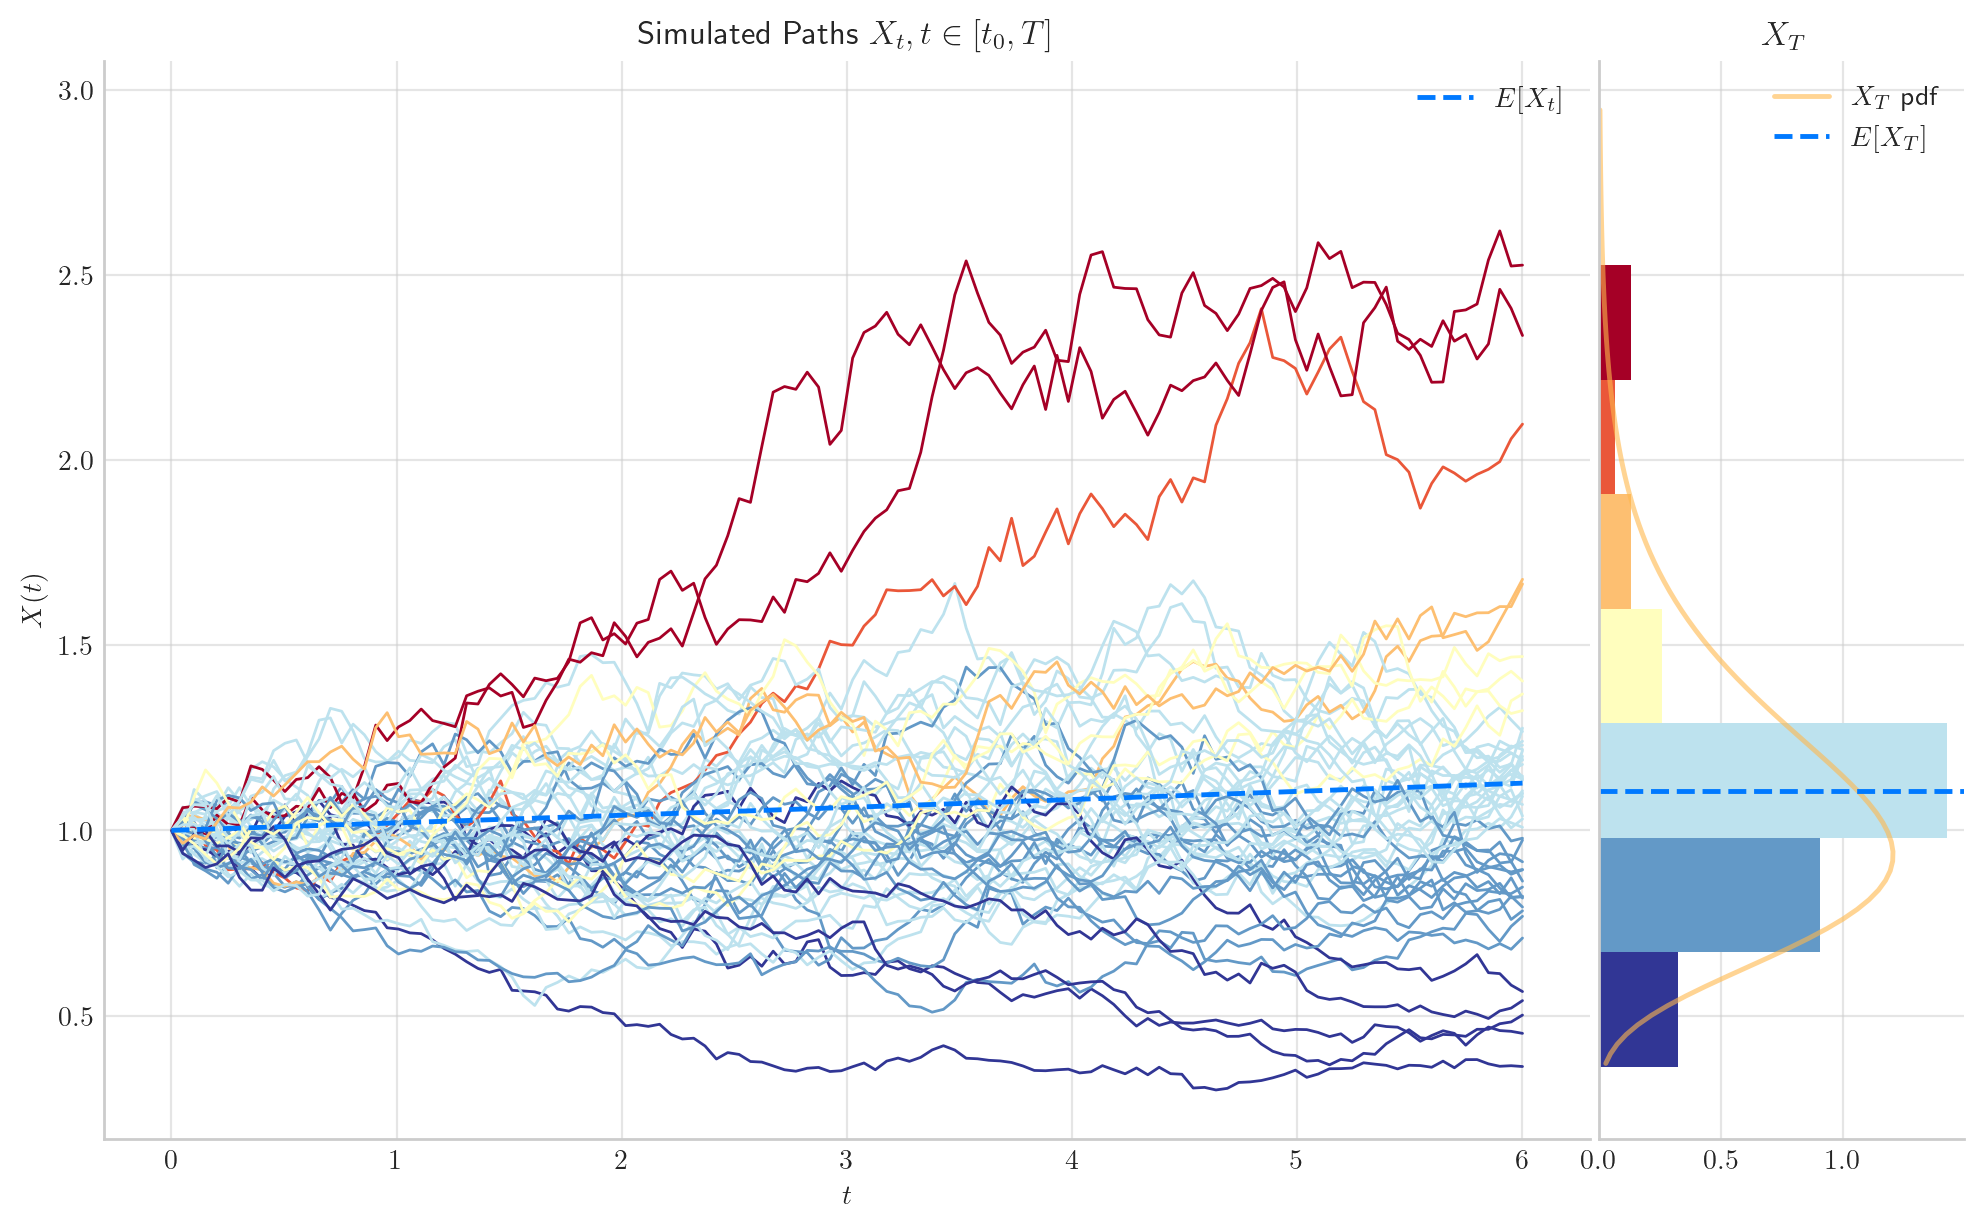 Simulated Paths $X_t, t \in [t_0, T]$
$X(t)$
3.0
2.5
2.0
1.5
1.0
0.5
$E[X_t]$
0 1 2 3 4 5 6
$t$
$X_T$
$X_T$ pdf
$E[X_T]$
0.0 0.5 1.0